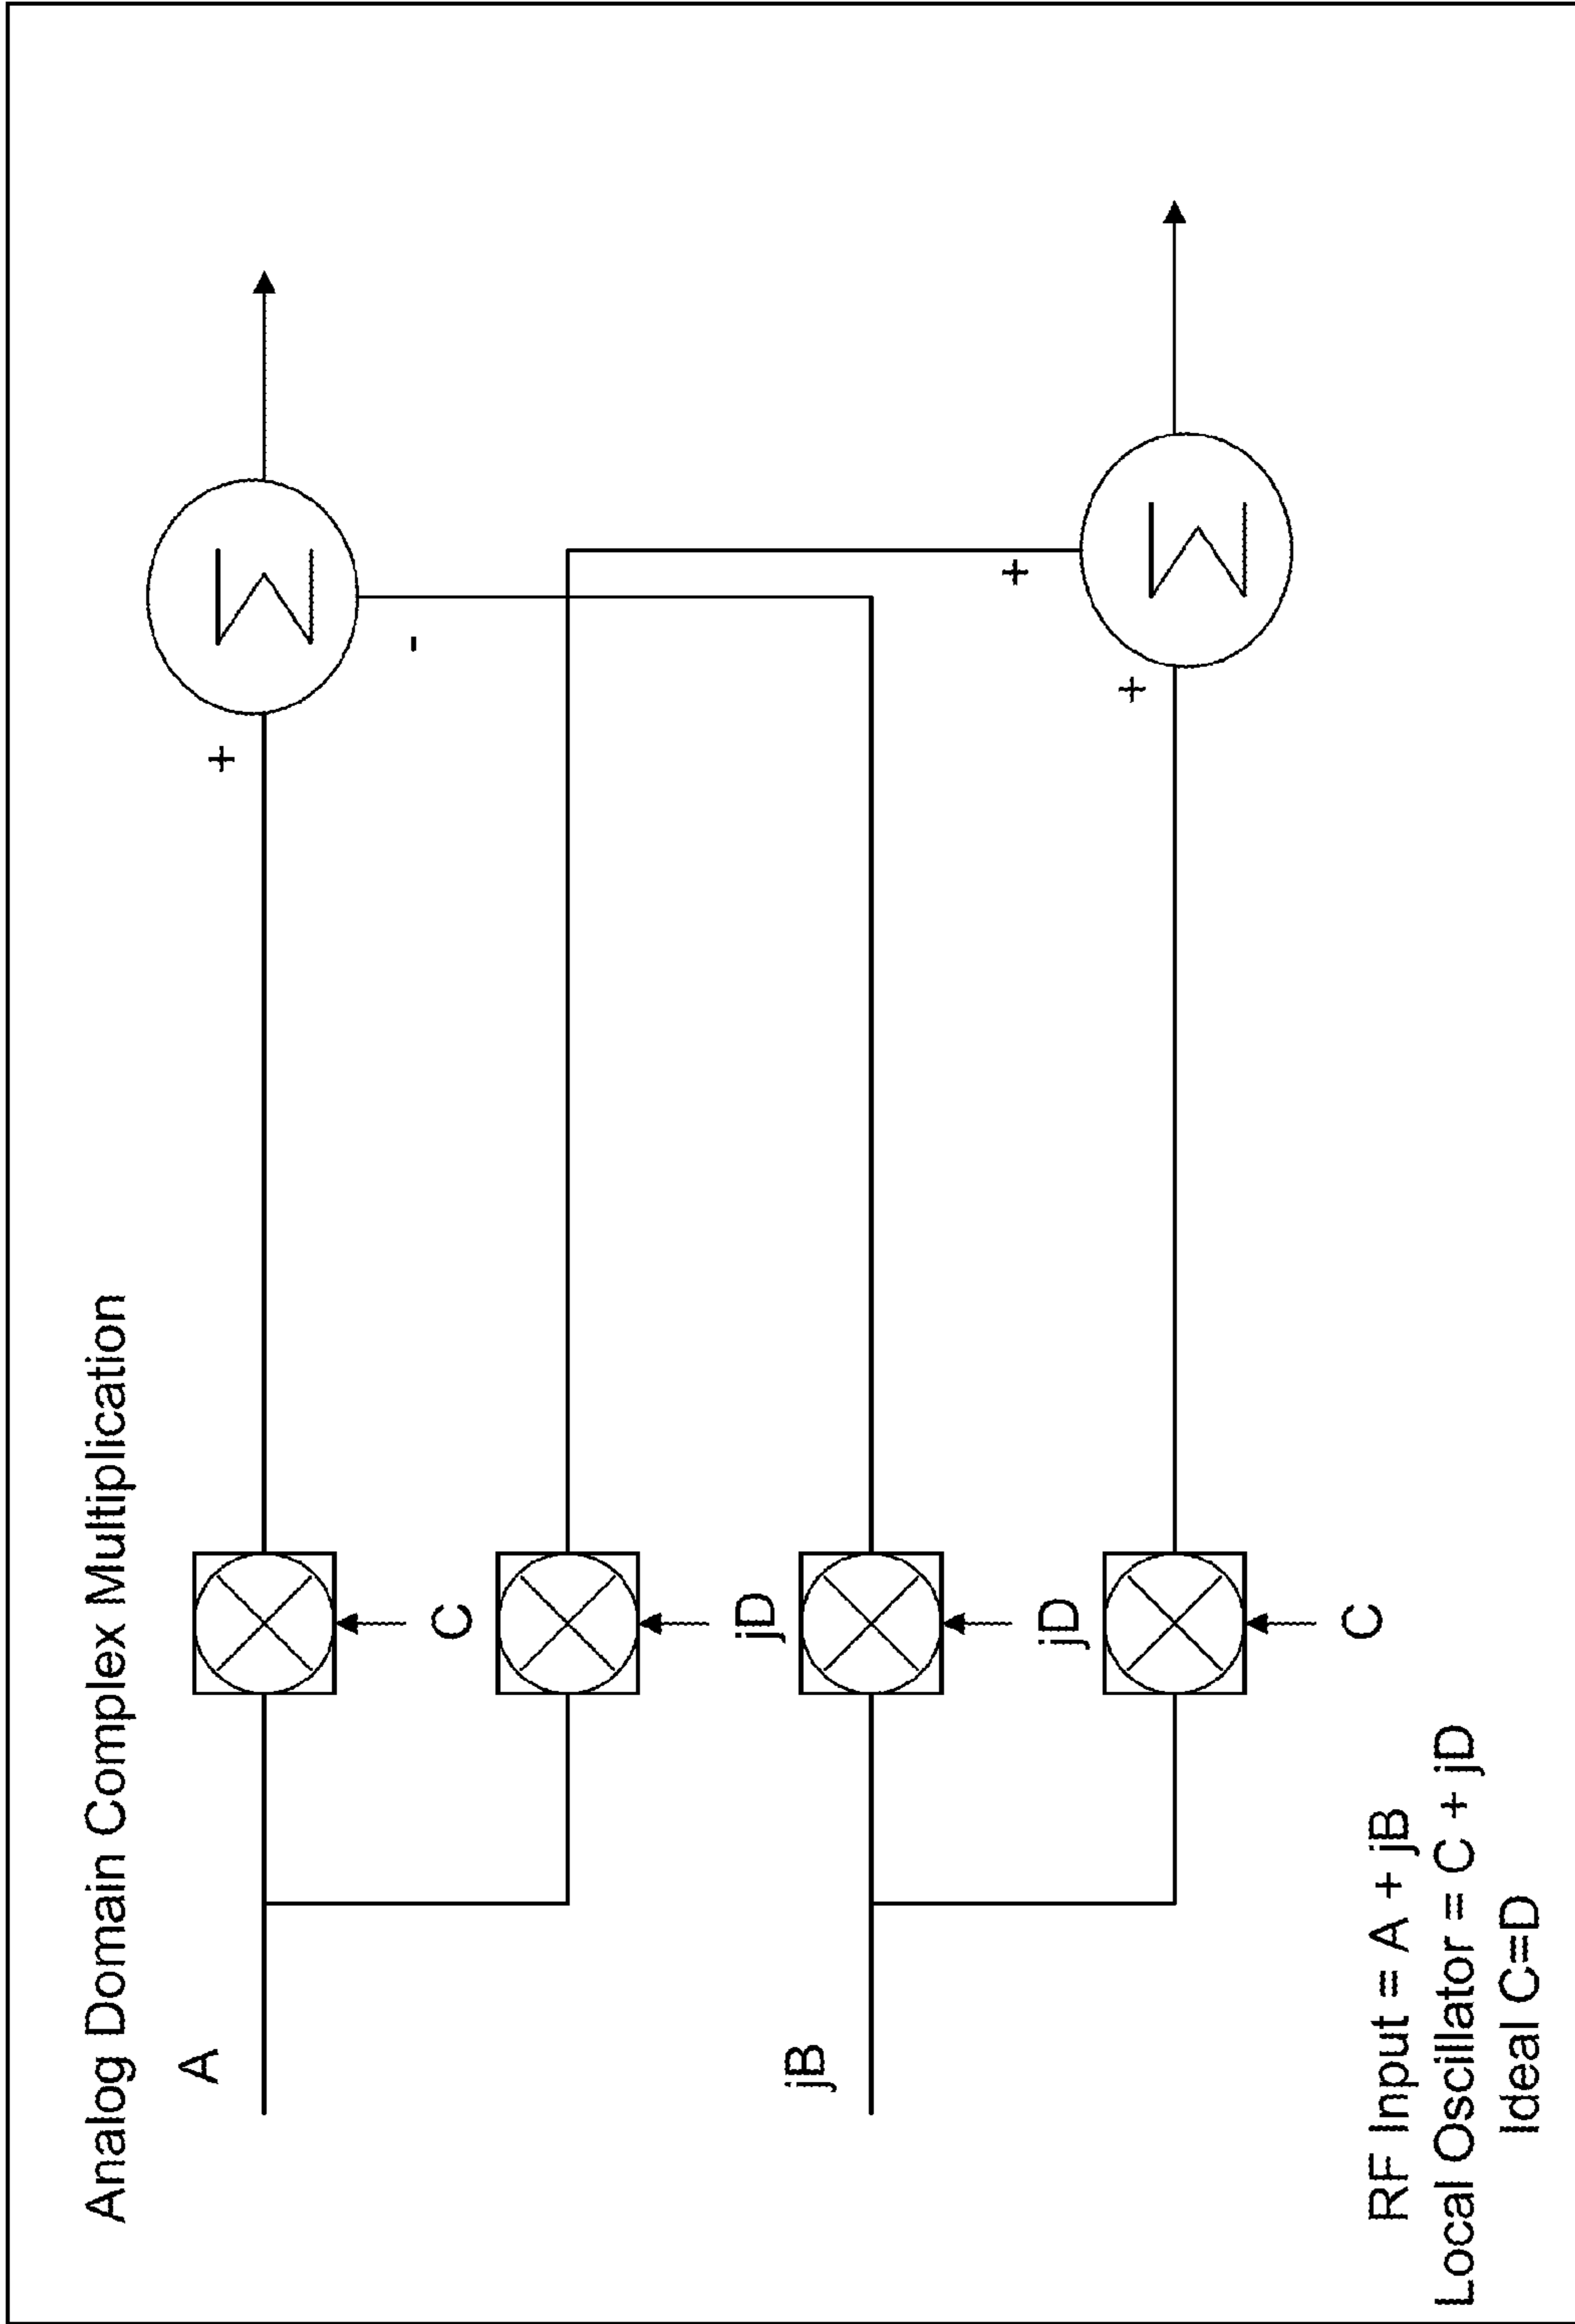 Analog Domain Complex Multiplication
A
C
+
Σ
-
jD
jB
jD
+
Σ
+
C
RF Input = A + jB
Local Oscillator = C + jD
Ideal C=D